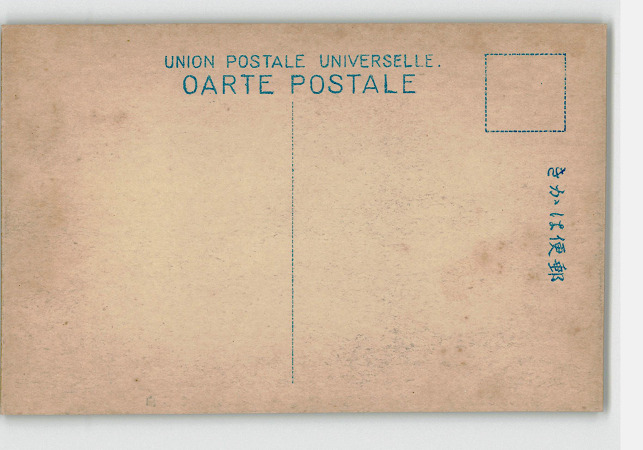 UNION POSTALE UNIVERSELLE.
OARTE POSTALE
きかは便郵